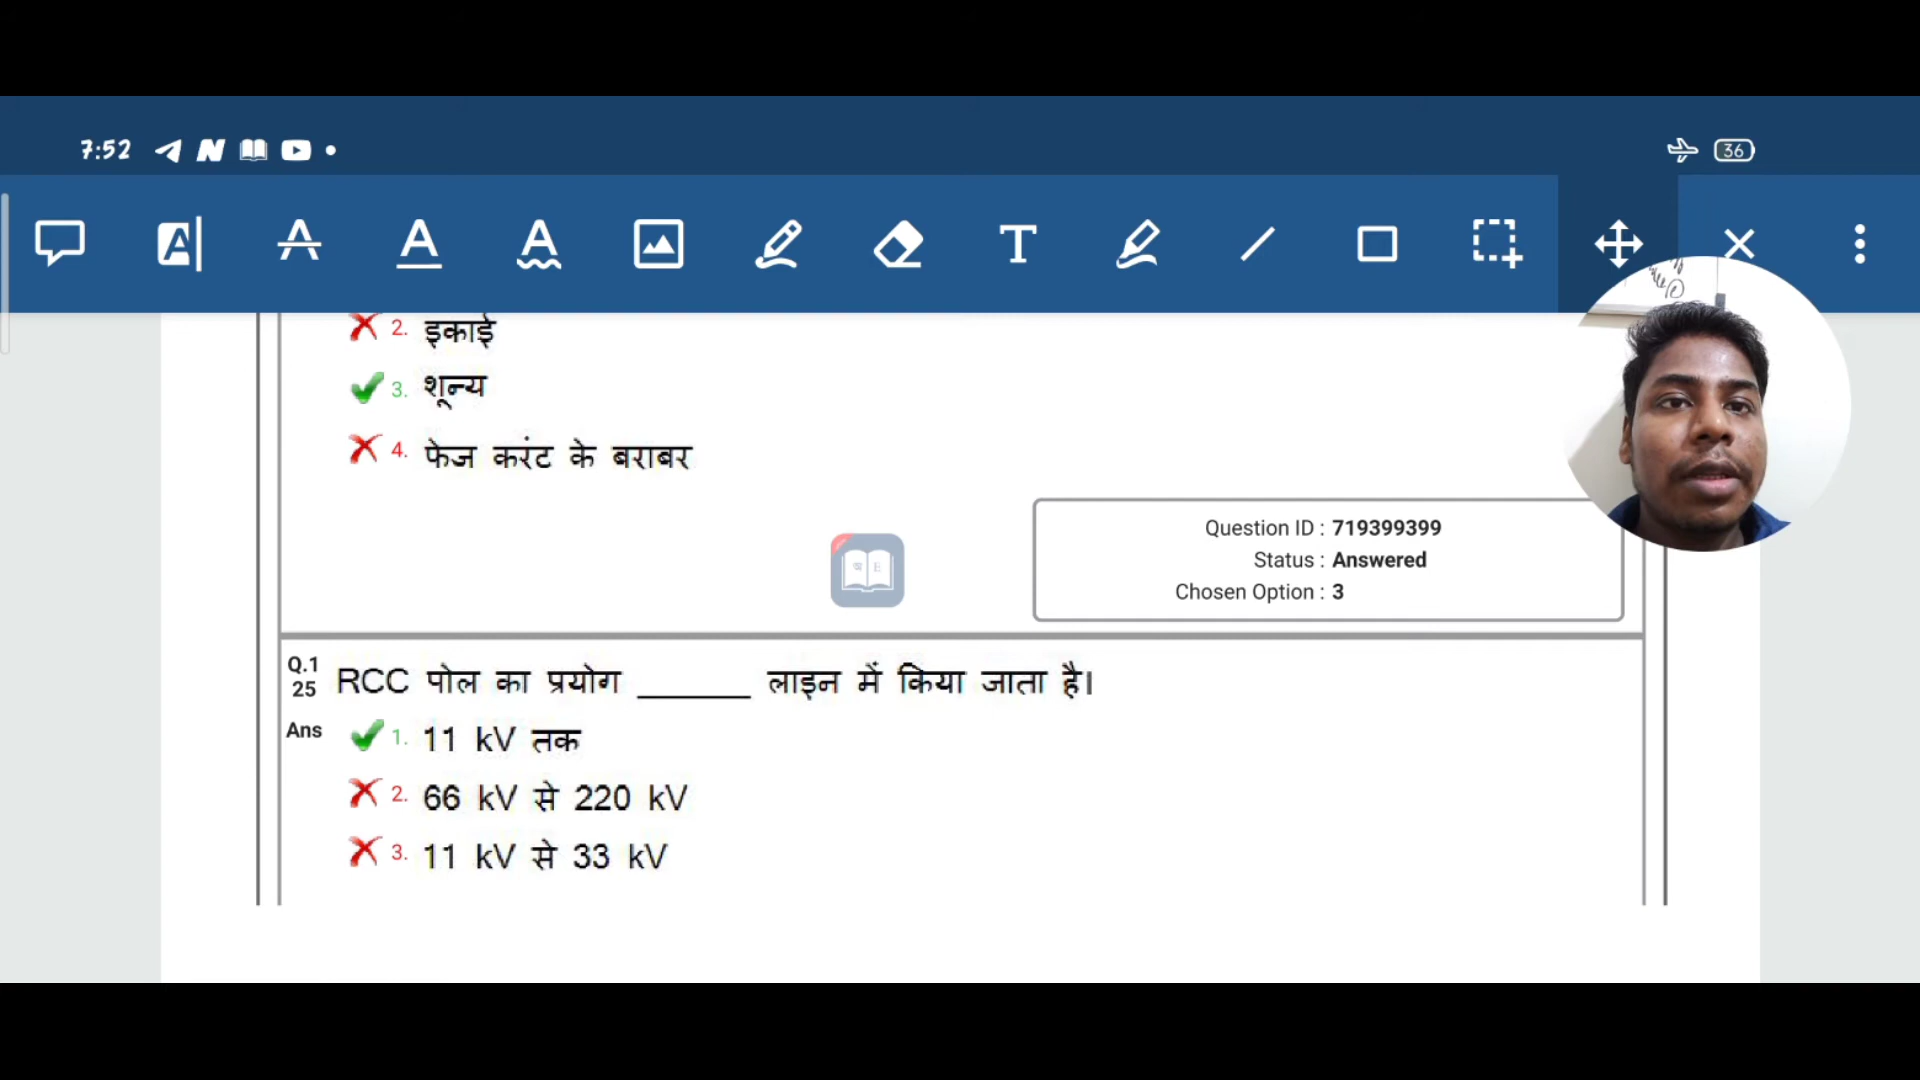 7:52
36
2. इकाई
3. शून्य
4. फेज करंट के बराबर
Question ID : 719399399
Status : Answered
Chosen Option : 3
Q.1 25 RCC पोल का प्रयोग ______ लाइन में किया जाता है।
Ans 1. 11 kV तक
2. 66 kV से 220 kV
3. 11 kV से 33 kV